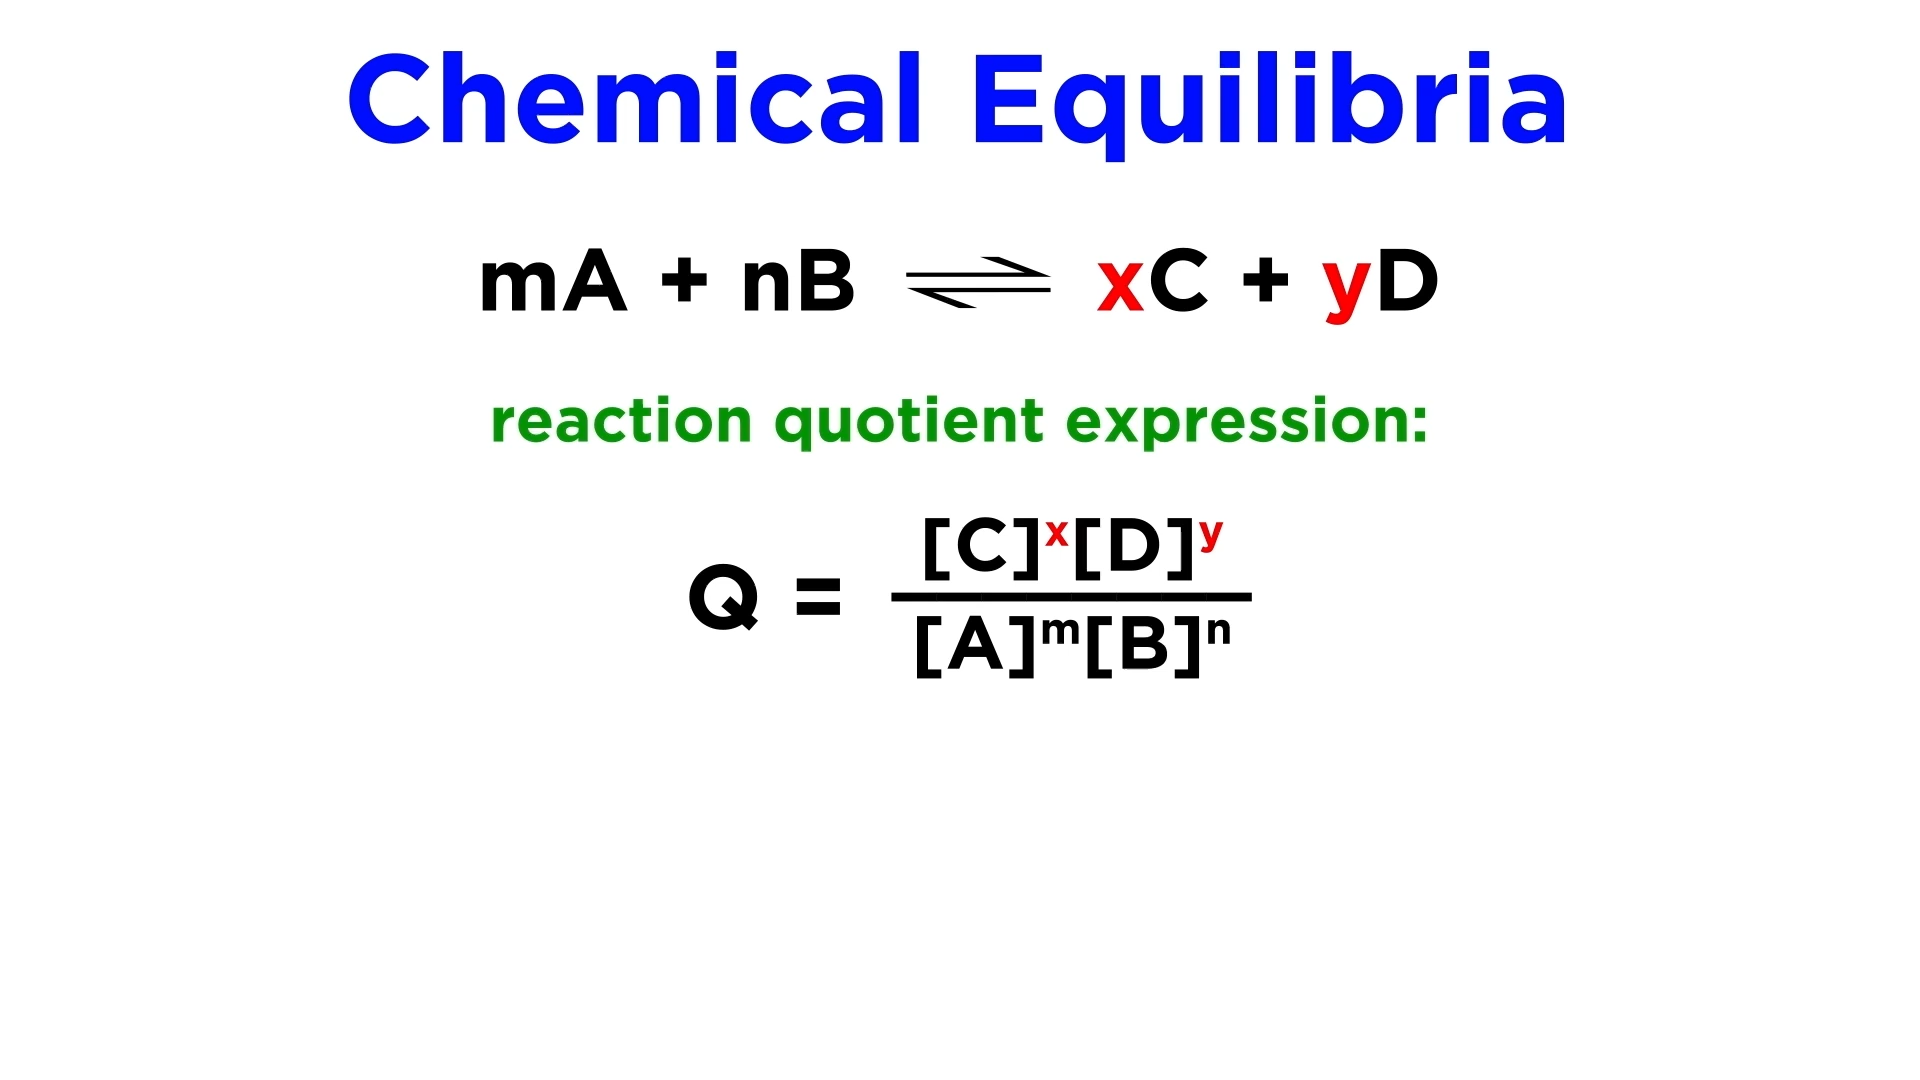 Chemical Equilibria
mA + nB ⇌ xC + yD
reaction quotient expression:
[C]ˣ[D]ʸ
Q =
[A]ᵐ[B]ⁿ